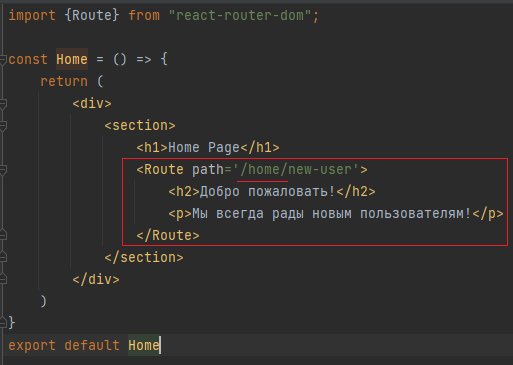 import {Route} from "react-router-dom";
const Home = () => {
return (
<div>
<section>
<h1>Home Page</h1>
<Route path='/home/new-user'>
<h2>Добро пожаловать!</h2>
<p>Мы всегда рады новым пользователям!</p>
</Route>
</section>
</div>
)
}
export default Home